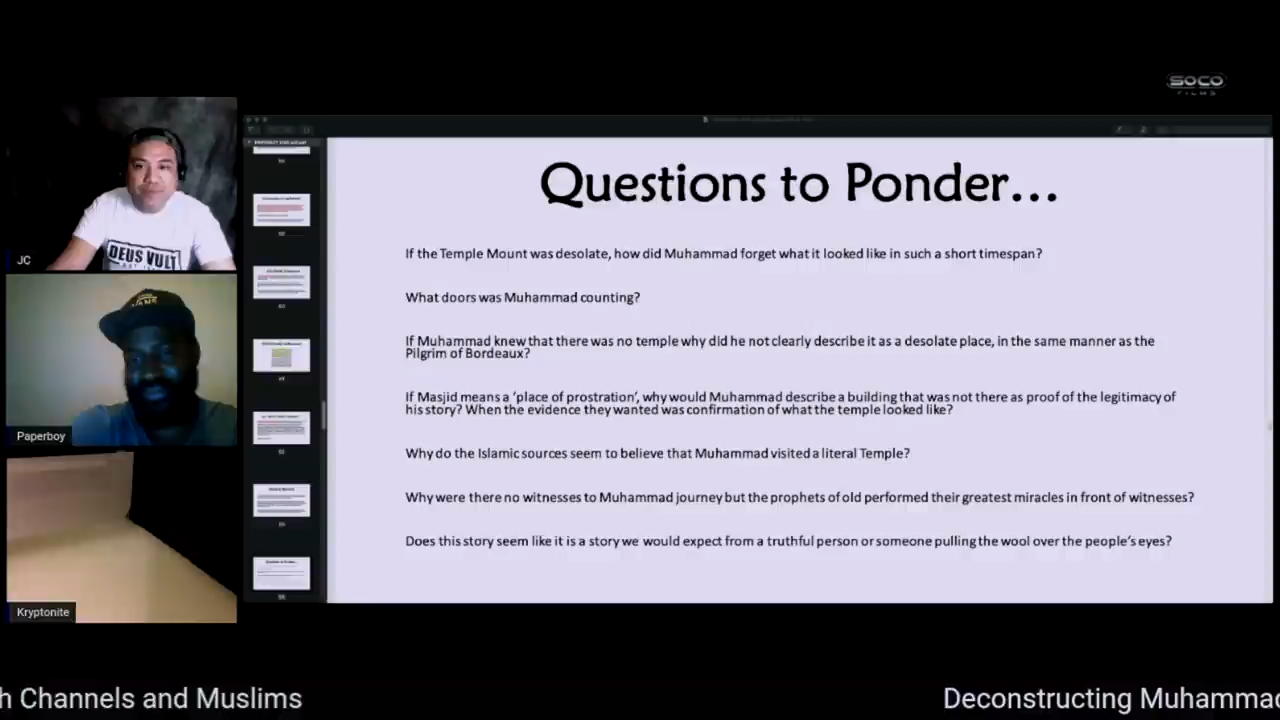 SOCO
FILMS
Questions to Ponder...
If the Temple Mount was desolate, how did Muhammad forget what it looked like in such a short timespan?
What doors was Muhammad counting?
If Muhammad knew that there was no temple why did he not clearly describe it as a desolate place, in the same manner as the
Pilgrim of Bordeaux?
If Masjid means a ‘place of prostration’, why would Muhammad describe a building that was not there as proof of the legitimacy of
his story? When the evidence they wanted was confirmation of what the temple looked like?
Why do the Islamic sources seem to believe that Muhammad visited a literal Temple?
Why were there no witnesses to Muhammad journey but the prophets of old performed their greatest miracles in front of witnesses?
Does this story seem like it is a story we would expect from a truthful person or someone pulling the wool over the people’s eyes?
DEUS VULT
JC
VANS
Paperboy
Kryptonite
h Channels and Muslims
Deconstructing Muhammad